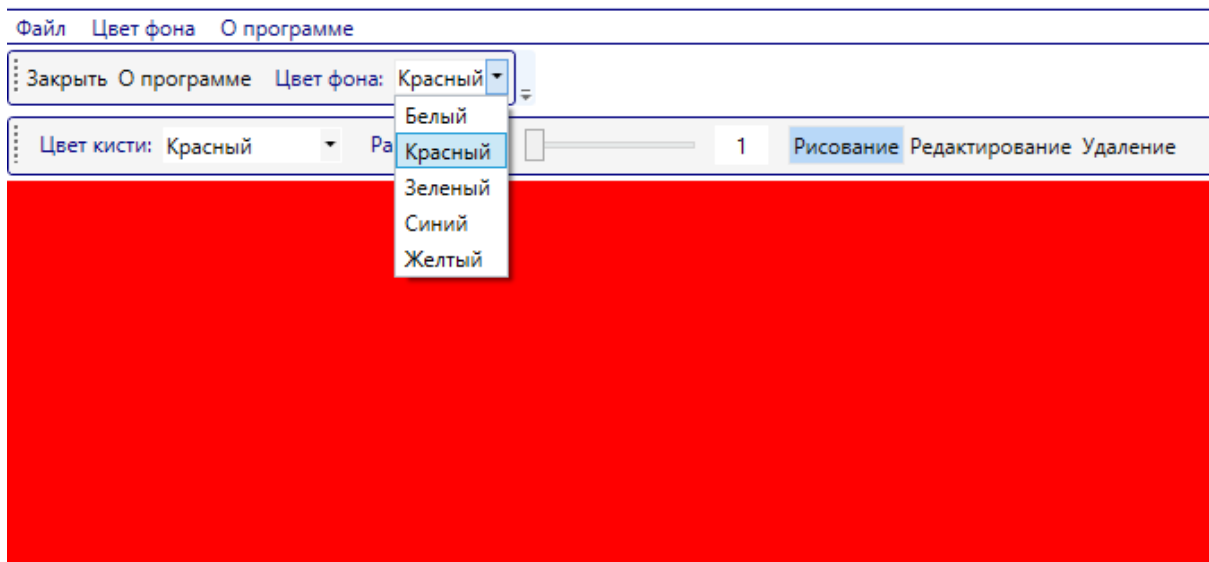 Файл Цвет фона О программе
Закрыть О программе Цвет фона: Красный
Белый
Цвет кисти: Красный
Красный
1 Рисование Редактирование Удаление
Зеленый
Синий
Желтый